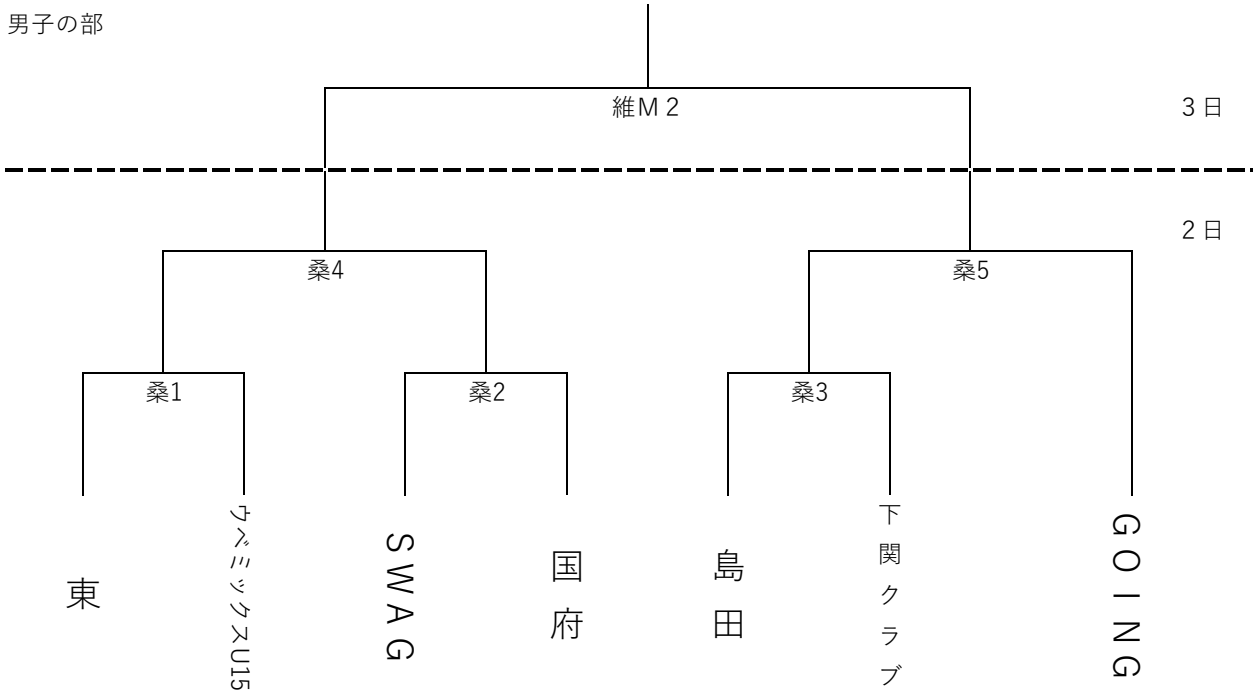 男子の部
維M 2
3 日
2 日
桑4
桑5
桑1
桑2
桑3
東
ウベミックスU15
SWAG
国府
島田
下関クラブ
GOING